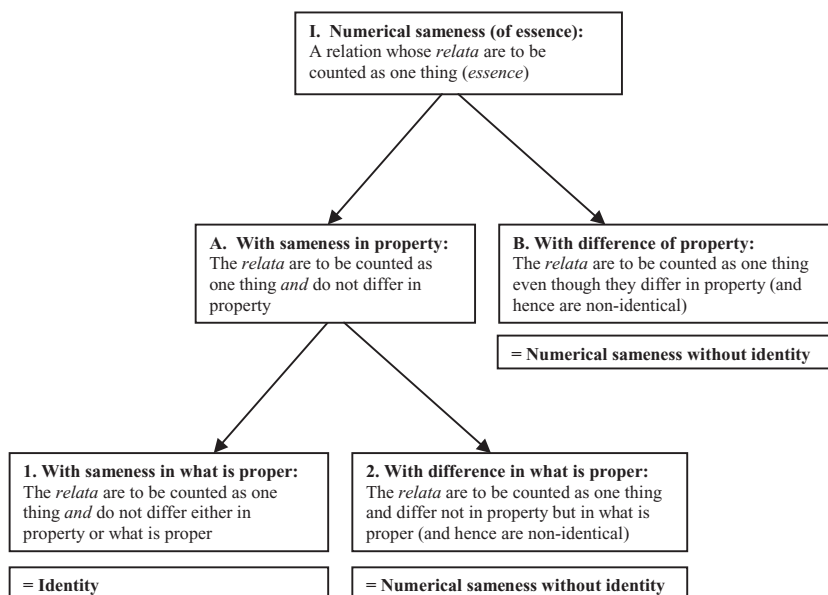 I. Numerical sameness (of essence):
A relation whose relata are to be
counted as one thing (essence)
A. With sameness in property:
The relata are to be counted as
one thing and do not differ in
property
B. With difference of property:
The relata are to be counted as one thing
even though they differ in property (and
hence are non-identical)
= Numerical sameness without identity
1. With sameness in what is proper:
The relata are to be counted as one
thing and do not differ either in
property or what is proper
= Identity
2. With difference in what is proper:
The relata are to be counted as one thing
and differ not in property but in what is
proper (and hence are non-identical)
= Numerical sameness without identity